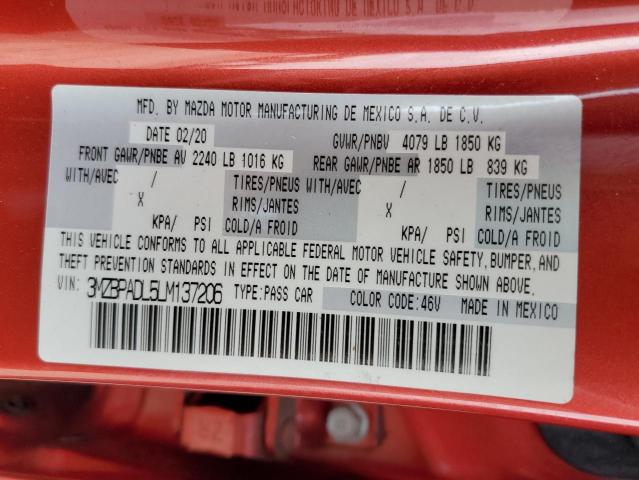 MFD. BY MAZDA MOTOR MANUFACTURING DE MEXICO S.A. DE C.V.
DATE 02/20 GVWR/PNBV 4079 LB 1850 KG
FRONT GAWR/PNBE AV 2240 LB 1016 KG REAR GAWR/PNBE AR 1850 LB 839 KG
WITH/AVEC / TIRES/PNEUS WITH/AVEC / TIRES/PNEUS
X RIMS/JANTES X RIMS/JANTES
KPA/ PSI COLD/A FROID KPA/ PSI COLD/A FROID
THIS VEHICLE CONFORMS TO ALL APPLICABLE FEDERAL MOTOR VEHICLE SAFETY, BUMPER, AND
THEFT PREVENTION STANDARDS IN EFFECT ON THE DATE OF MANUFACTURE SHOWN ABOVE.
VIN: 3MZBPADL5LM137206 TYPE:PASS CAR COLOR CODE:46V MADE IN MEXICO